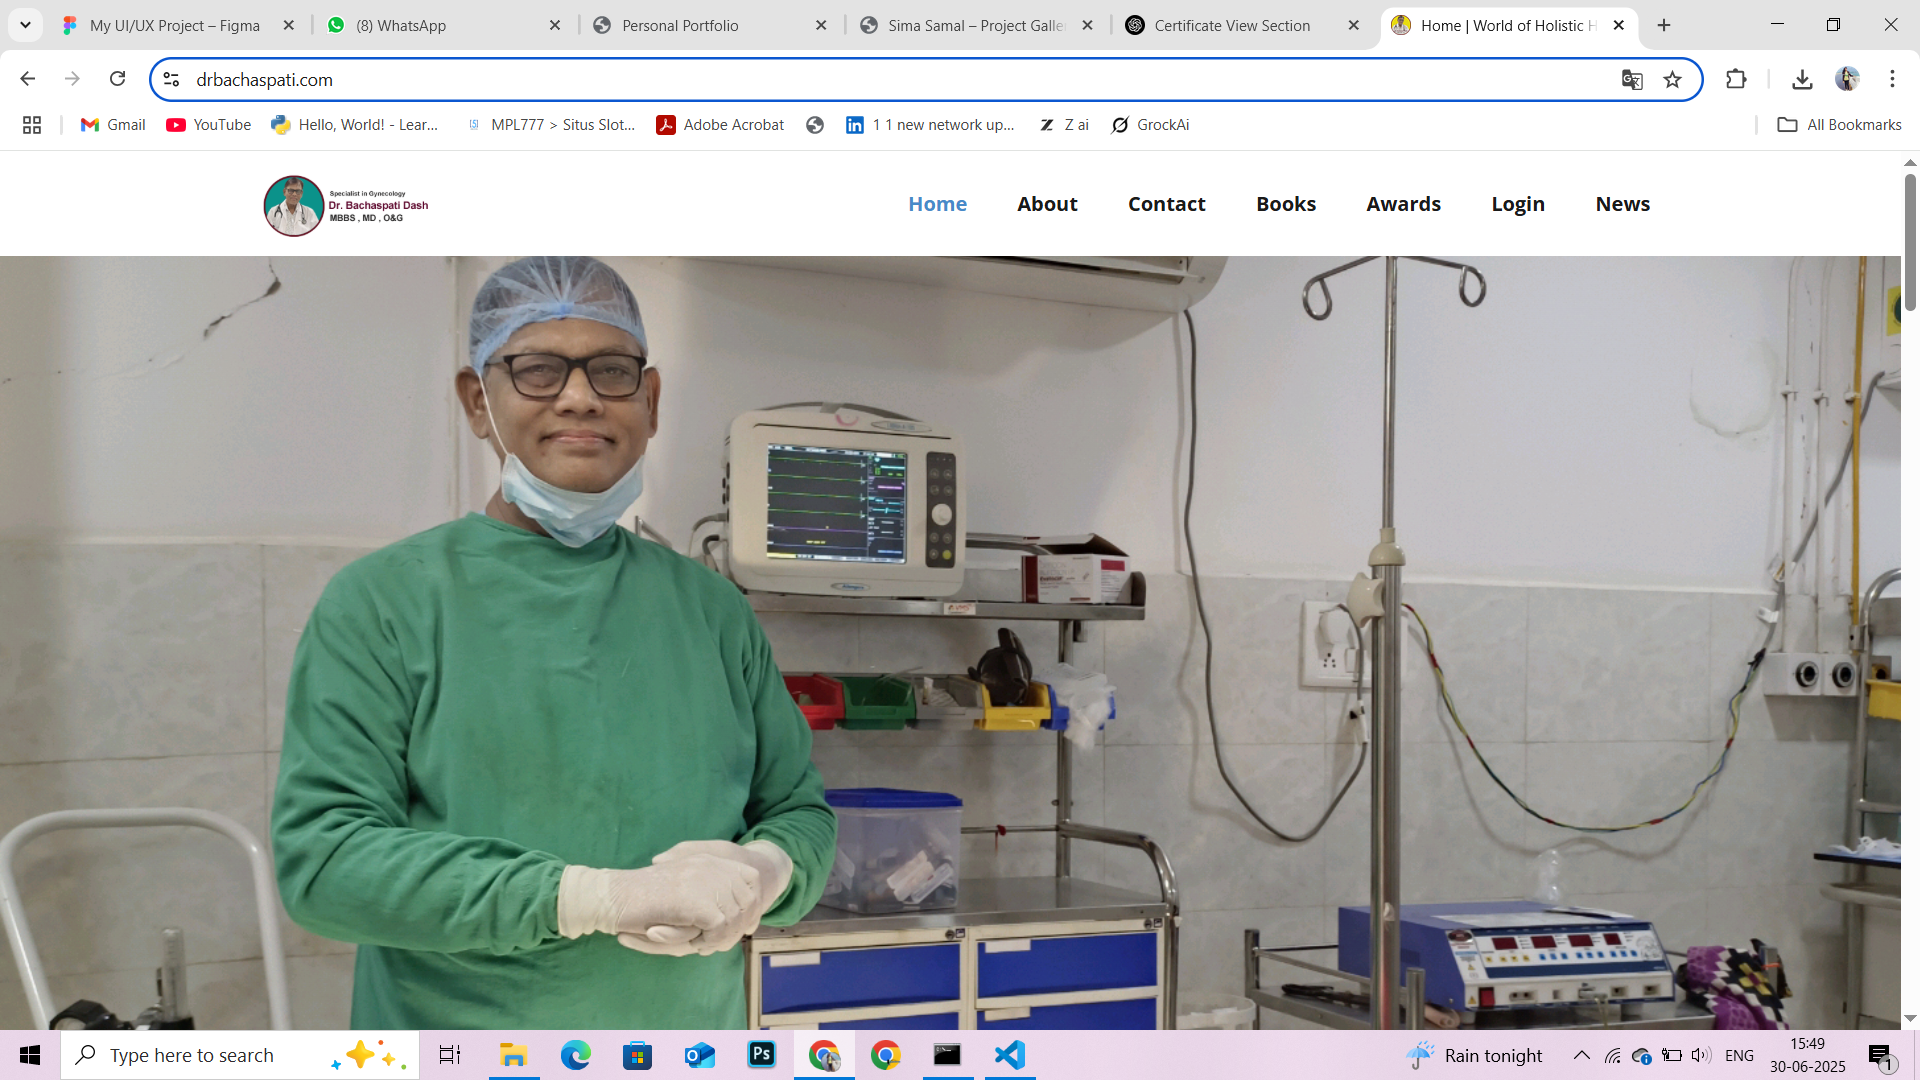 My UI/UX Project – Figma
(8) WhatsApp
Personal Portfolio
Sima Samal – Project Galle
Certificate View Section
Home | World of Holistic H
drbachaspati.com
Gmail
YouTube
Hello, World! - Lear...
MPL777 > Situs Slot...
Adobe Acrobat
1 1 new network up...
Z ai
GrockAi
All Bookmarks
Specialist in Gynecology
Dr. Bachaspati Dash
MBBS , MD , O&G
Home
About
Contact
Books
Awards
Login
News
Type here to search
Rain tonight
ENG
15:49
30-06-2025
1